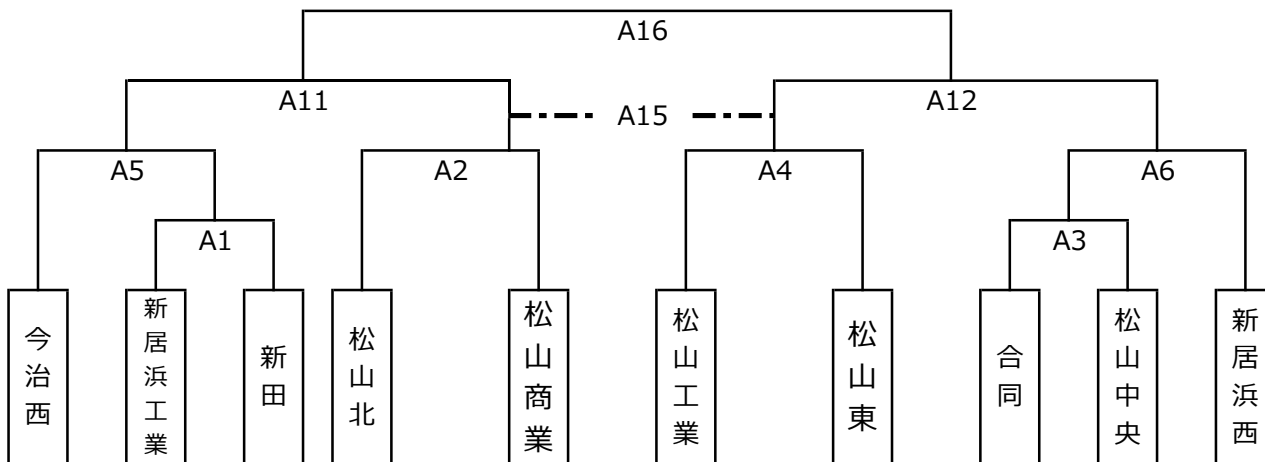 A16
A11
A15
A12
A5
A2
A4
A6
A1
A3
今治西
新居浜工業
新田
松山北
松山商業
松山工業
松山東
合同
松山中央
新居浜西